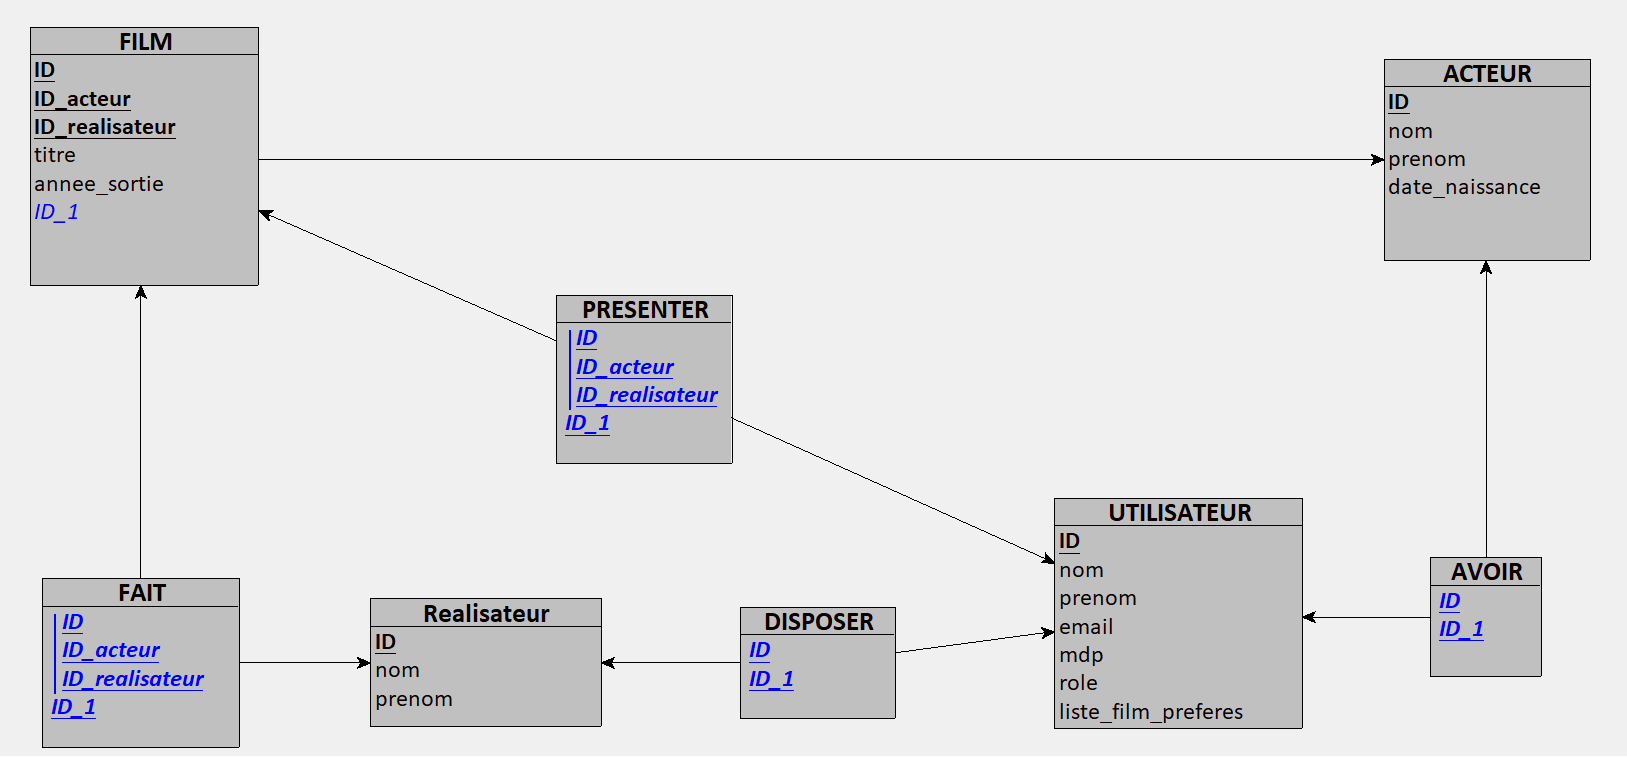 FILM
ID
ID_acteur
ID_realisateur
titre
annee_sortie
ID_1
ACTEUR
ID
nom
prenom
date_naissance
PRESENTER
ID
ID_acteur
ID_realisateur
ID_1
UTILISATEUR
ID
nom
prenom
email
mdp
role
liste_film_preferes
AVOIR
ID
ID_1
FAIT
ID
ID_acteur
ID_realisateur
ID_1
Realisateur
ID
nom
prenom
DISPOSER
ID
ID_1